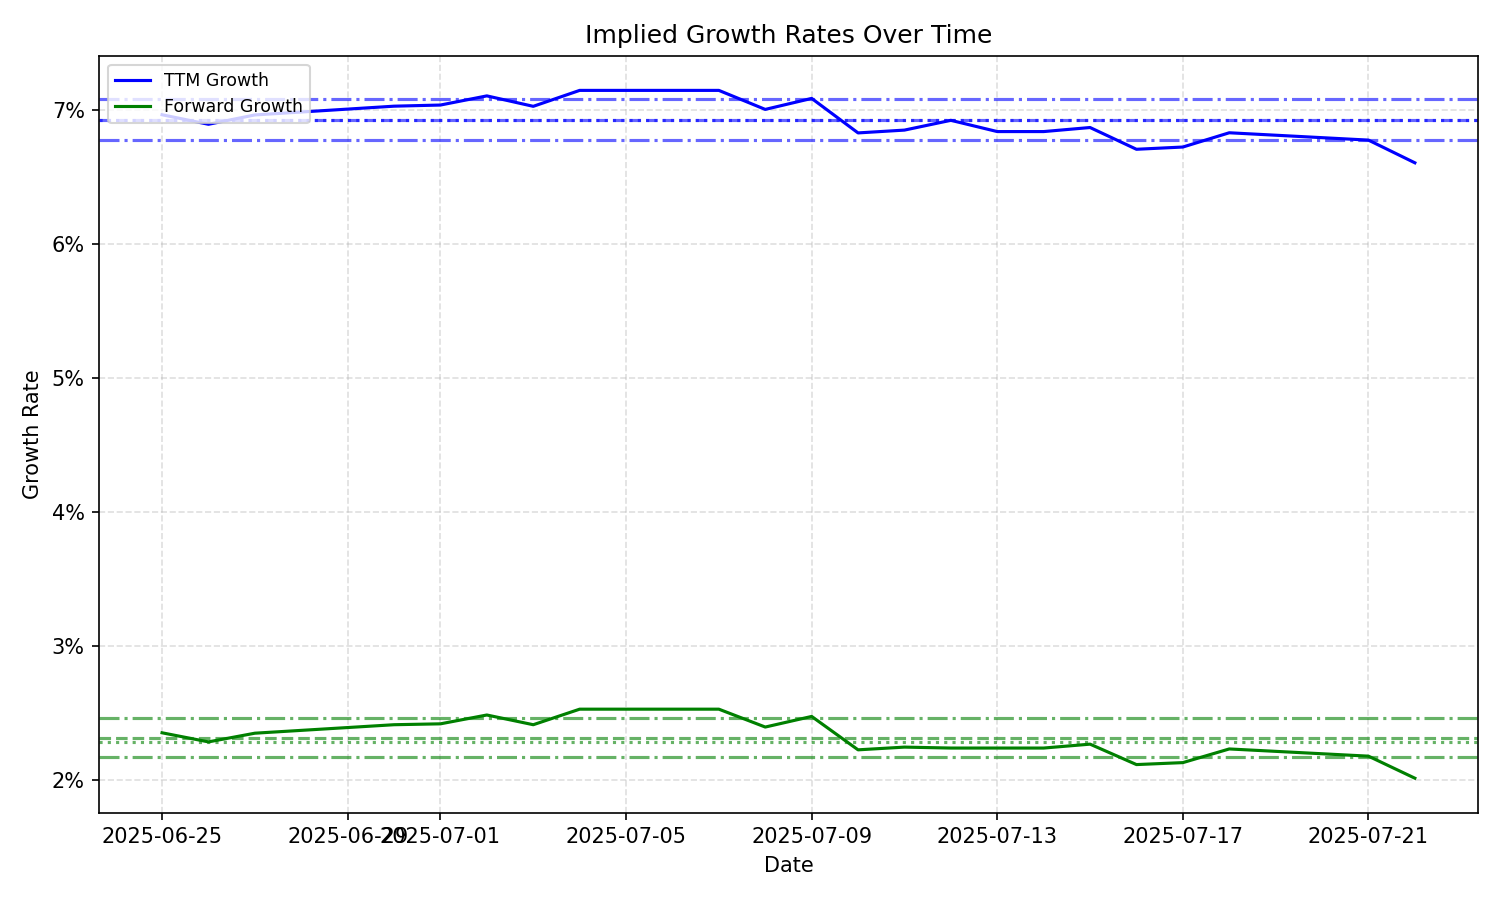 Implied Growth Rates Over Time
TTM Growth
Forward Growth
7%
6%
5%
4%
3%
2%
Growth Rate
2025-06-25
2025-06-29
2025-07-01
2025-07-05
2025-07-09
2025-07-13
2025-07-17
2025-07-21
Date